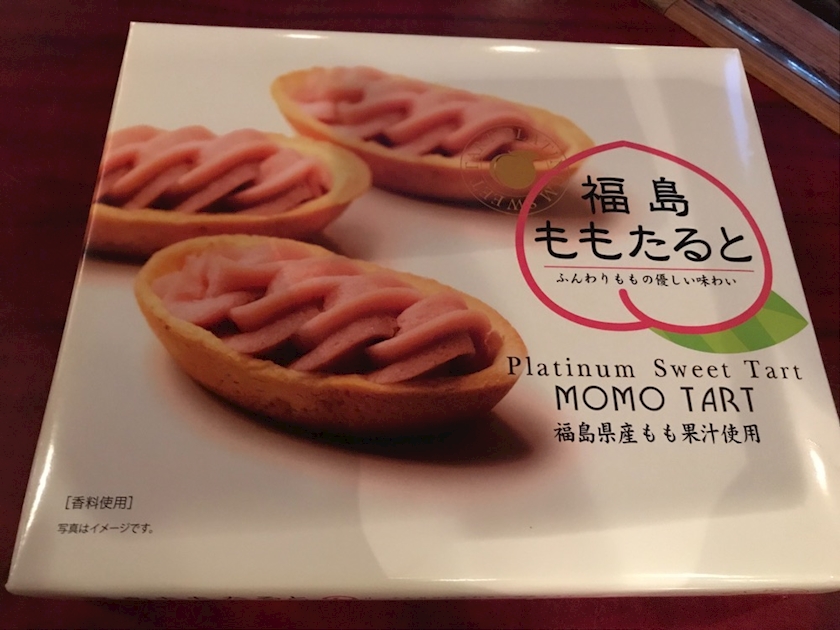 福島
ももたると
ふんわりももの優しい味わい
Platinum Sweet Tart
MOMO TART
福島県産もも果汁使用
[香料使用]
写真はイメージです。